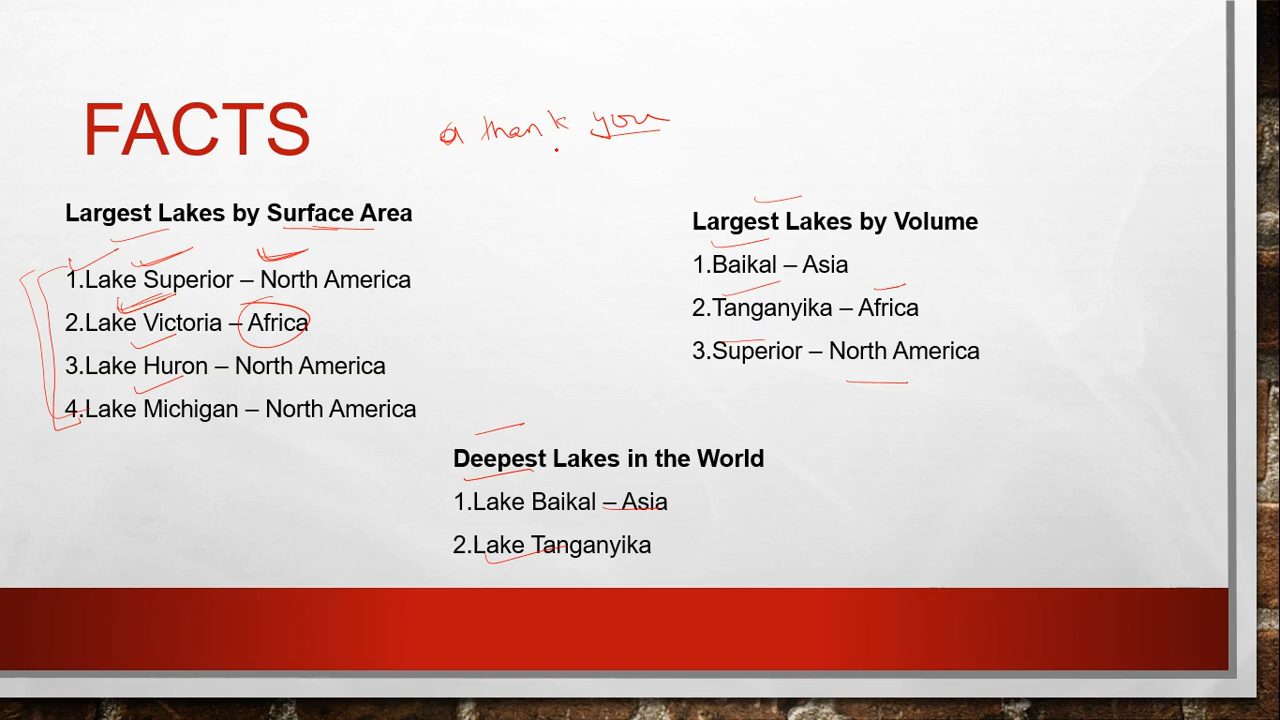 FACTS
a thank you
Largest Lakes by Surface Area
1.Lake Superior – North America
2.Lake Victoria – Africa
3.Lake Huron – North America
4.Lake Michigan – North America
Largest Lakes by Volume
1.Baikal – Asia
2.Tanganyika – Africa
3.Superior – North America
Deepest Lakes in the World
1.Lake Baikal – Asia
2.Lake Tanganyika